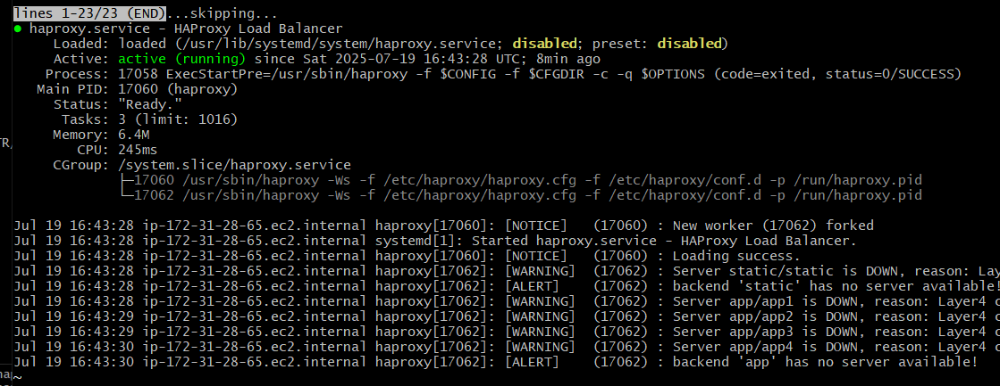 lines 1-23/23 (END)...skipping...
● haproxy.service - HAProxy Load Balancer
Loaded: loaded (/usr/lib/systemd/system/haproxy.service; disabled; preset: disabled)
Active: active (running) since Sat 2025-07-19 16:43:28 UTC; 8min ago
Process: 17058 ExecStartPre=/usr/sbin/haproxy -f $CONFIG -f $CFGDIR -c -q $OPTIONS (code=exited, status=0/SUCCESS)
Main PID: 17060 (haproxy)
Status: "Ready."
Tasks: 3 (limit: 1016)
Memory: 6.4M
CPU: 245ms
CGroup: /system.slice/haproxy.service
├─17060 /usr/sbin/haproxy -Ws -f /etc/haproxy/haproxy.cfg -f /etc/haproxy/conf.d -p /run/haproxy.pid
└─17062 /usr/sbin/haproxy -Ws -f /etc/haproxy/haproxy.cfg -f /etc/haproxy/conf.d -p /run/haproxy.pid
Jul 19 16:43:28 ip-172-31-28-65.ec2.internal haproxy[17060]: [NOTICE] (17060) : New worker (17062) forked
Jul 19 16:43:28 ip-172-31-28-65.ec2.internal systemd[1]: Started haproxy.service - HAProxy Load Balancer.
Jul 19 16:43:28 ip-172-31-28-65.ec2.internal haproxy[17060]: [NOTICE] (17060) : Loading success.
Jul 19 16:43:28 ip-172-31-28-65.ec2.internal haproxy[17062]: [WARNING] (17062) : Server static/static is DOWN, reason: Lay
Jul 19 16:43:28 ip-172-31-28-65.ec2.internal haproxy[17062]: [ALERT] (17062) : backend 'static' has no server available!
Jul 19 16:43:28 ip-172-31-28-65.ec2.internal haproxy[17062]: [WARNING] (17062) : Server app/app1 is DOWN, reason: Layer4 c
Jul 19 16:43:29 ip-172-31-28-65.ec2.internal haproxy[17062]: [WARNING] (17062) : Server app/app2 is DOWN, reason: Layer4 c
Jul 19 16:43:29 ip-172-31-28-65.ec2.internal haproxy[17062]: [WARNING] (17062) : Server app/app3 is DOWN, reason: Layer4 c
Jul 19 16:43:30 ip-172-31-28-65.ec2.internal haproxy[17062]: [WARNING] (17062) : Server app/app4 is DOWN, reason: Layer4 c
Jul 19 16:43:30 ip-172-31-28-65.ec2.internal haproxy[17062]: [ALERT] (17062) : backend 'app' has no server available!
~